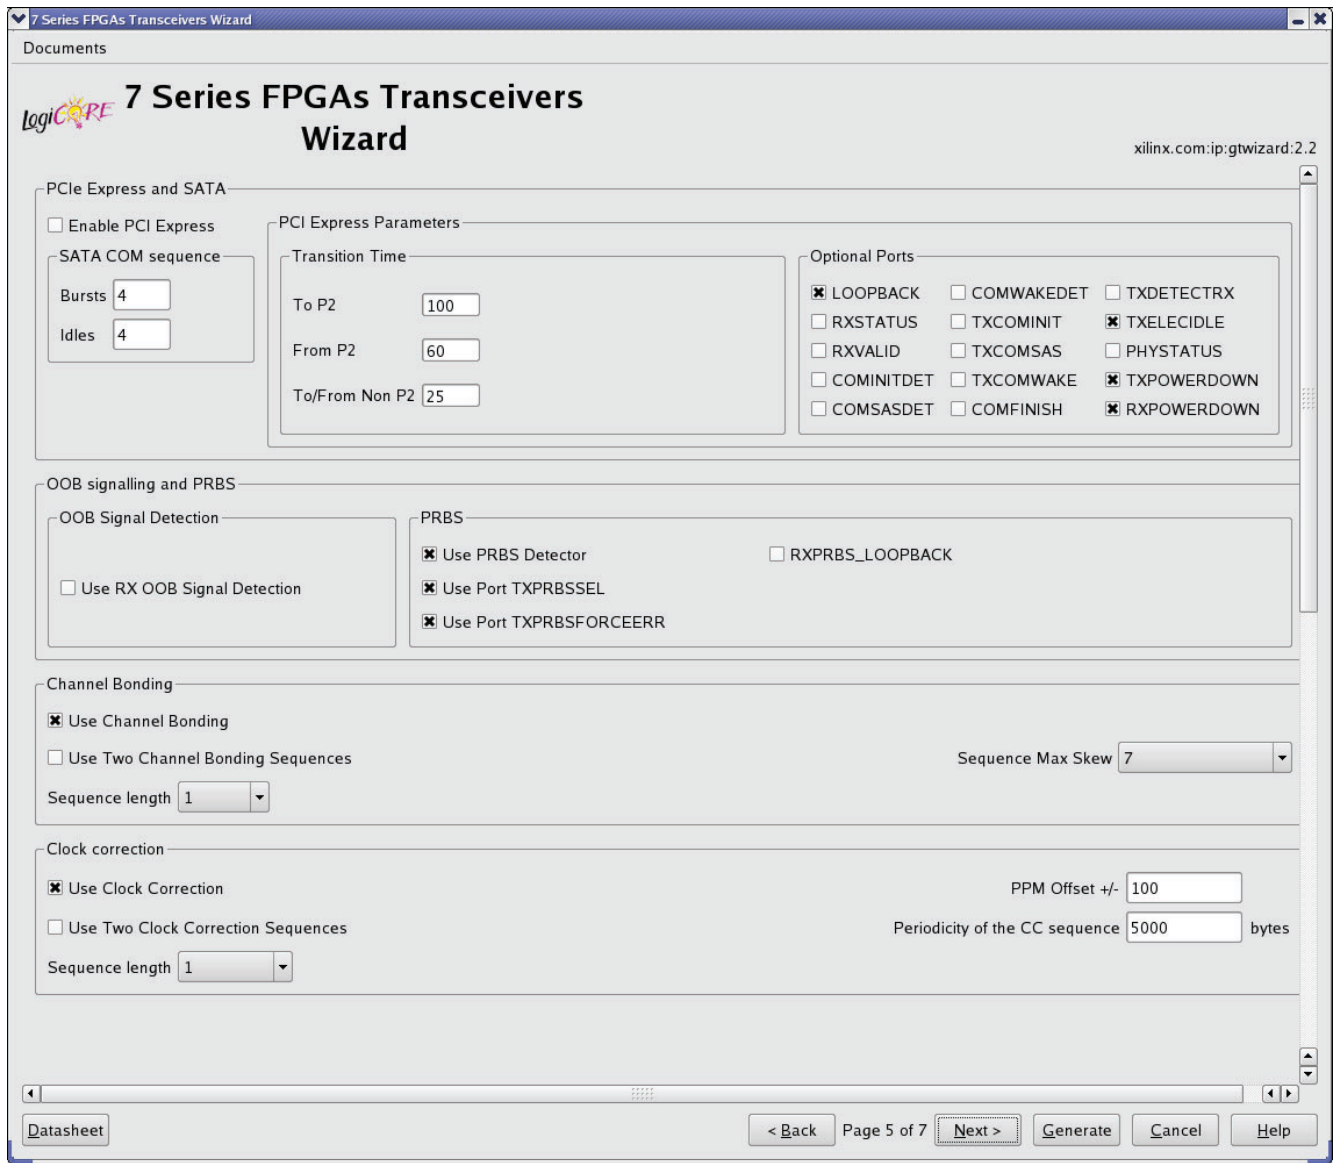 7 Series FPGAs Transceivers Wizard
Documents
LogiCORE
7 Series FPGAs Transceivers
Wizard
xilinx.com:ip:gtwizard:2.2
PCIe Express and SATA
Enable PCI Express
SATA COM sequence
Bursts 4
Idles 4
PCI Express Parameters
Transition Time
To P2 100
From P2 60
To/From Non P2 25
Optional Ports
LOOPBACK COMWAKEDET TXDETECTRX
RXSTATUS TXCOMINIT TXELECIDLE
RXVALID TXCOMSAS PHYSTATUS
COMINITDET TXCOMWAKE TXPOWERDOWN
COMSASDET COMFINISH RXPOWERDOWN
OOB signalling and PRBS
OOB Signal Detection
Use RX OOB Signal Detection
PRBS
Use PRBS Detector RXPRBS_LOOPBACK
Use Port TXPRBSSEL
Use Port TXPRBSFORCEERR
Channel Bonding
Use Channel Bonding
Use Two Channel Bonding Sequences Sequence Max Skew 7
Sequence length 1
Clock correction
Use Clock Correction PPM Offset +/- 100
Use Two Clock Correction Sequences Periodicity of the CC sequence 5000 bytes
Sequence length 1
Datasheet < Back Page 5 of 7 Next > Generate Cancel Help